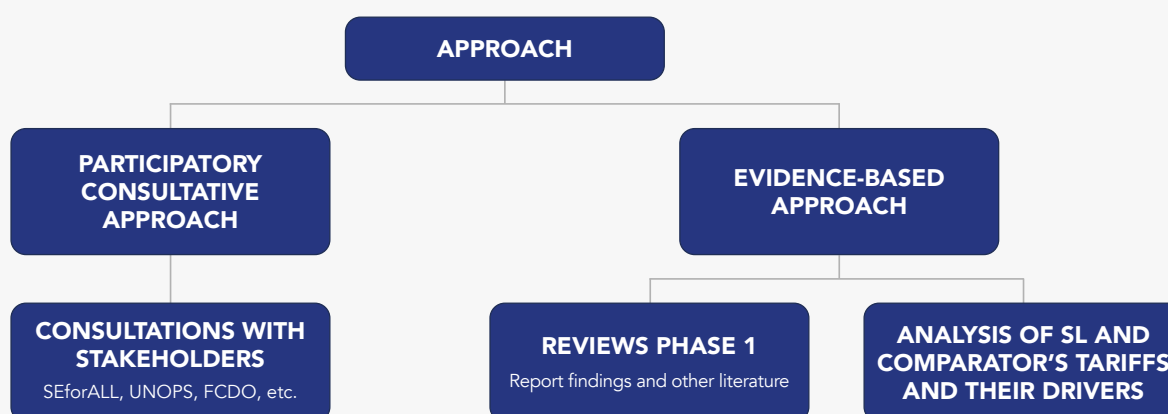 APPROACH
PARTICIPATORY
CONSULTATIVE
APPROACH
EVIDENCE-BASED
APPROACH
CONSULTATIONS WITH
STAKEHOLDERS
SEforALL, UNOPS, FCDO, etc.
REVIEWS PHASE 1
Report findings and other literature
ANALYSIS OF SL AND
COMPARATOR'S TARIFFS
AND THEIR DRIVERS